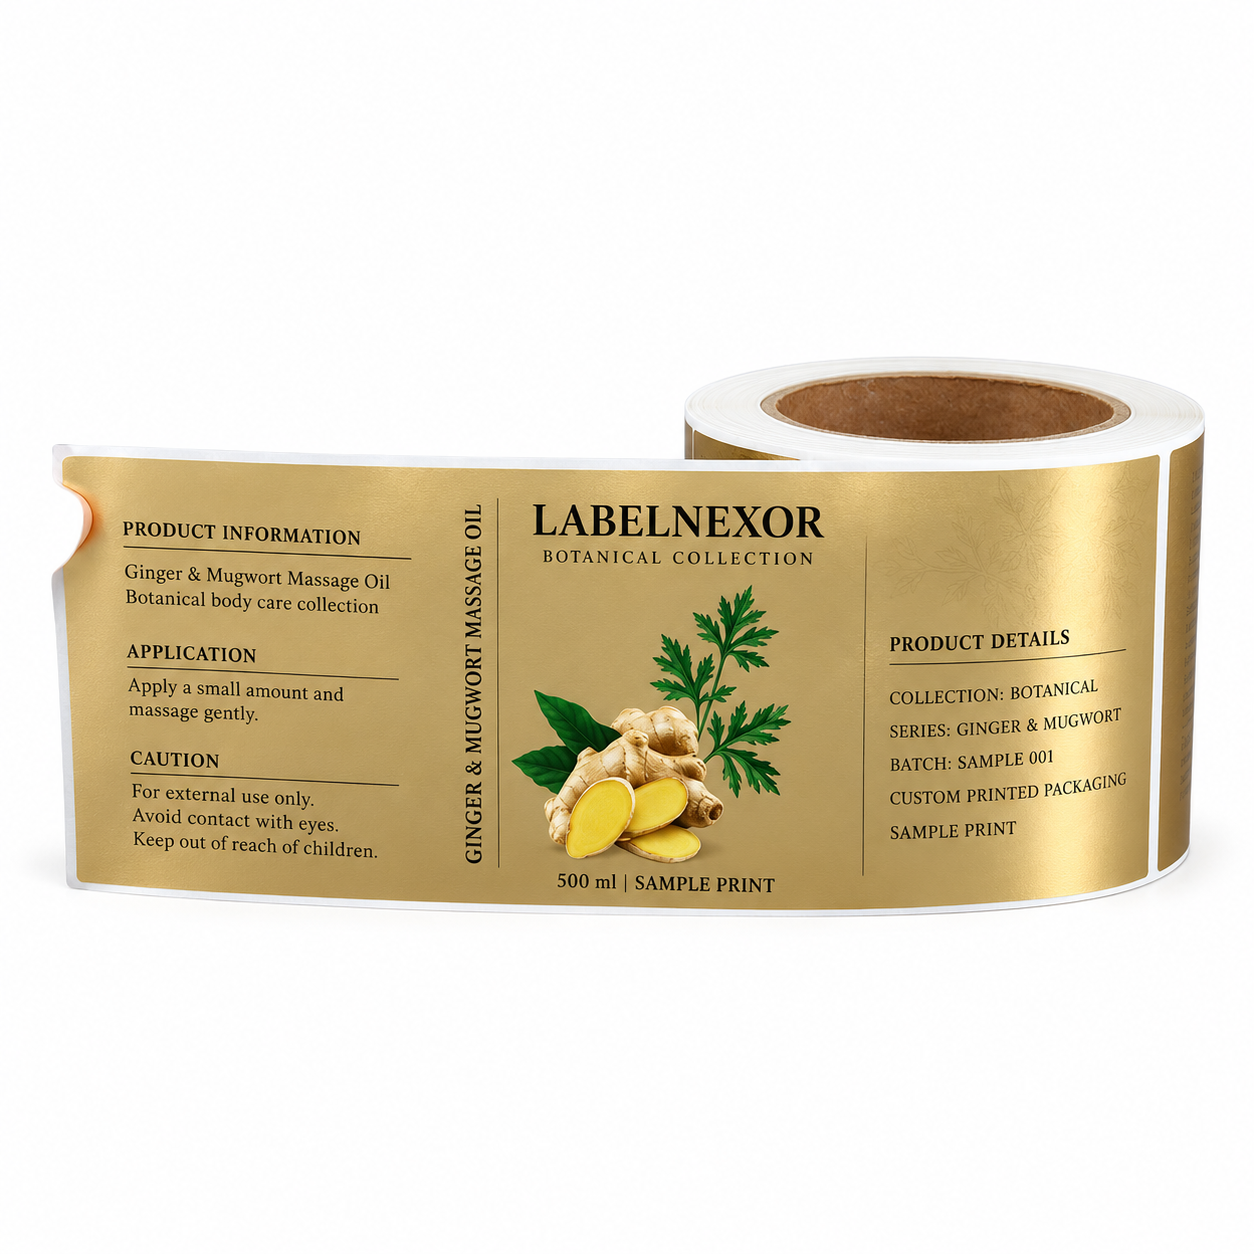 PRODUCT INFORMATION
Ginger & Mugwort Massage Oil
Botanical body care collection
APPLICATION
Apply a small amount and
massage gently.
CAUTION
For external use only.
Avoid contact with eyes.
Keep out of reach of children.
GINGER & MUGWORT MASSAGE OIL
LABELNEXOR
BOTANICAL COLLECTION
500 ml | SAMPLE PRINT
PRODUCT DETAILS
COLLECTION: BOTANICAL
SERIES: GINGER & MUGWORT
BATCH: SAMPLE 001
CUSTOM PRINTED PACKAGING
SAMPLE PRINT